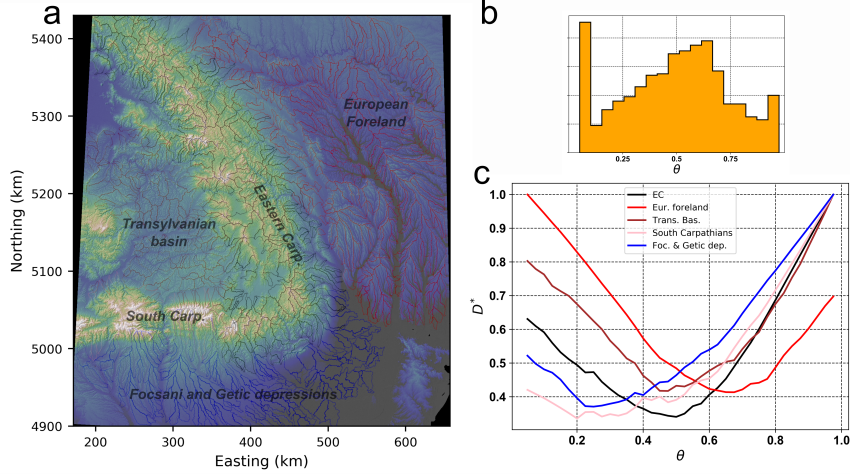 a
5400
5300
5200
5100
5000
4900
Northing (km)
200
300
400
500
600
Easting (km)
European
Foreland
Eastern Carp.
Transylvanian
basin
South Carp.
Focsani and Getic depressions
b
0.25
0.5
0.75
θ
c
1.0
0.9
0.8
0.7
0.6
0.5
0.4
D*
EC
Eur. foreland
Trans. Bas.
South Carpathians
Foc. & Getic dep.
0.2
0.4
0.6
0.8
1.0
θ